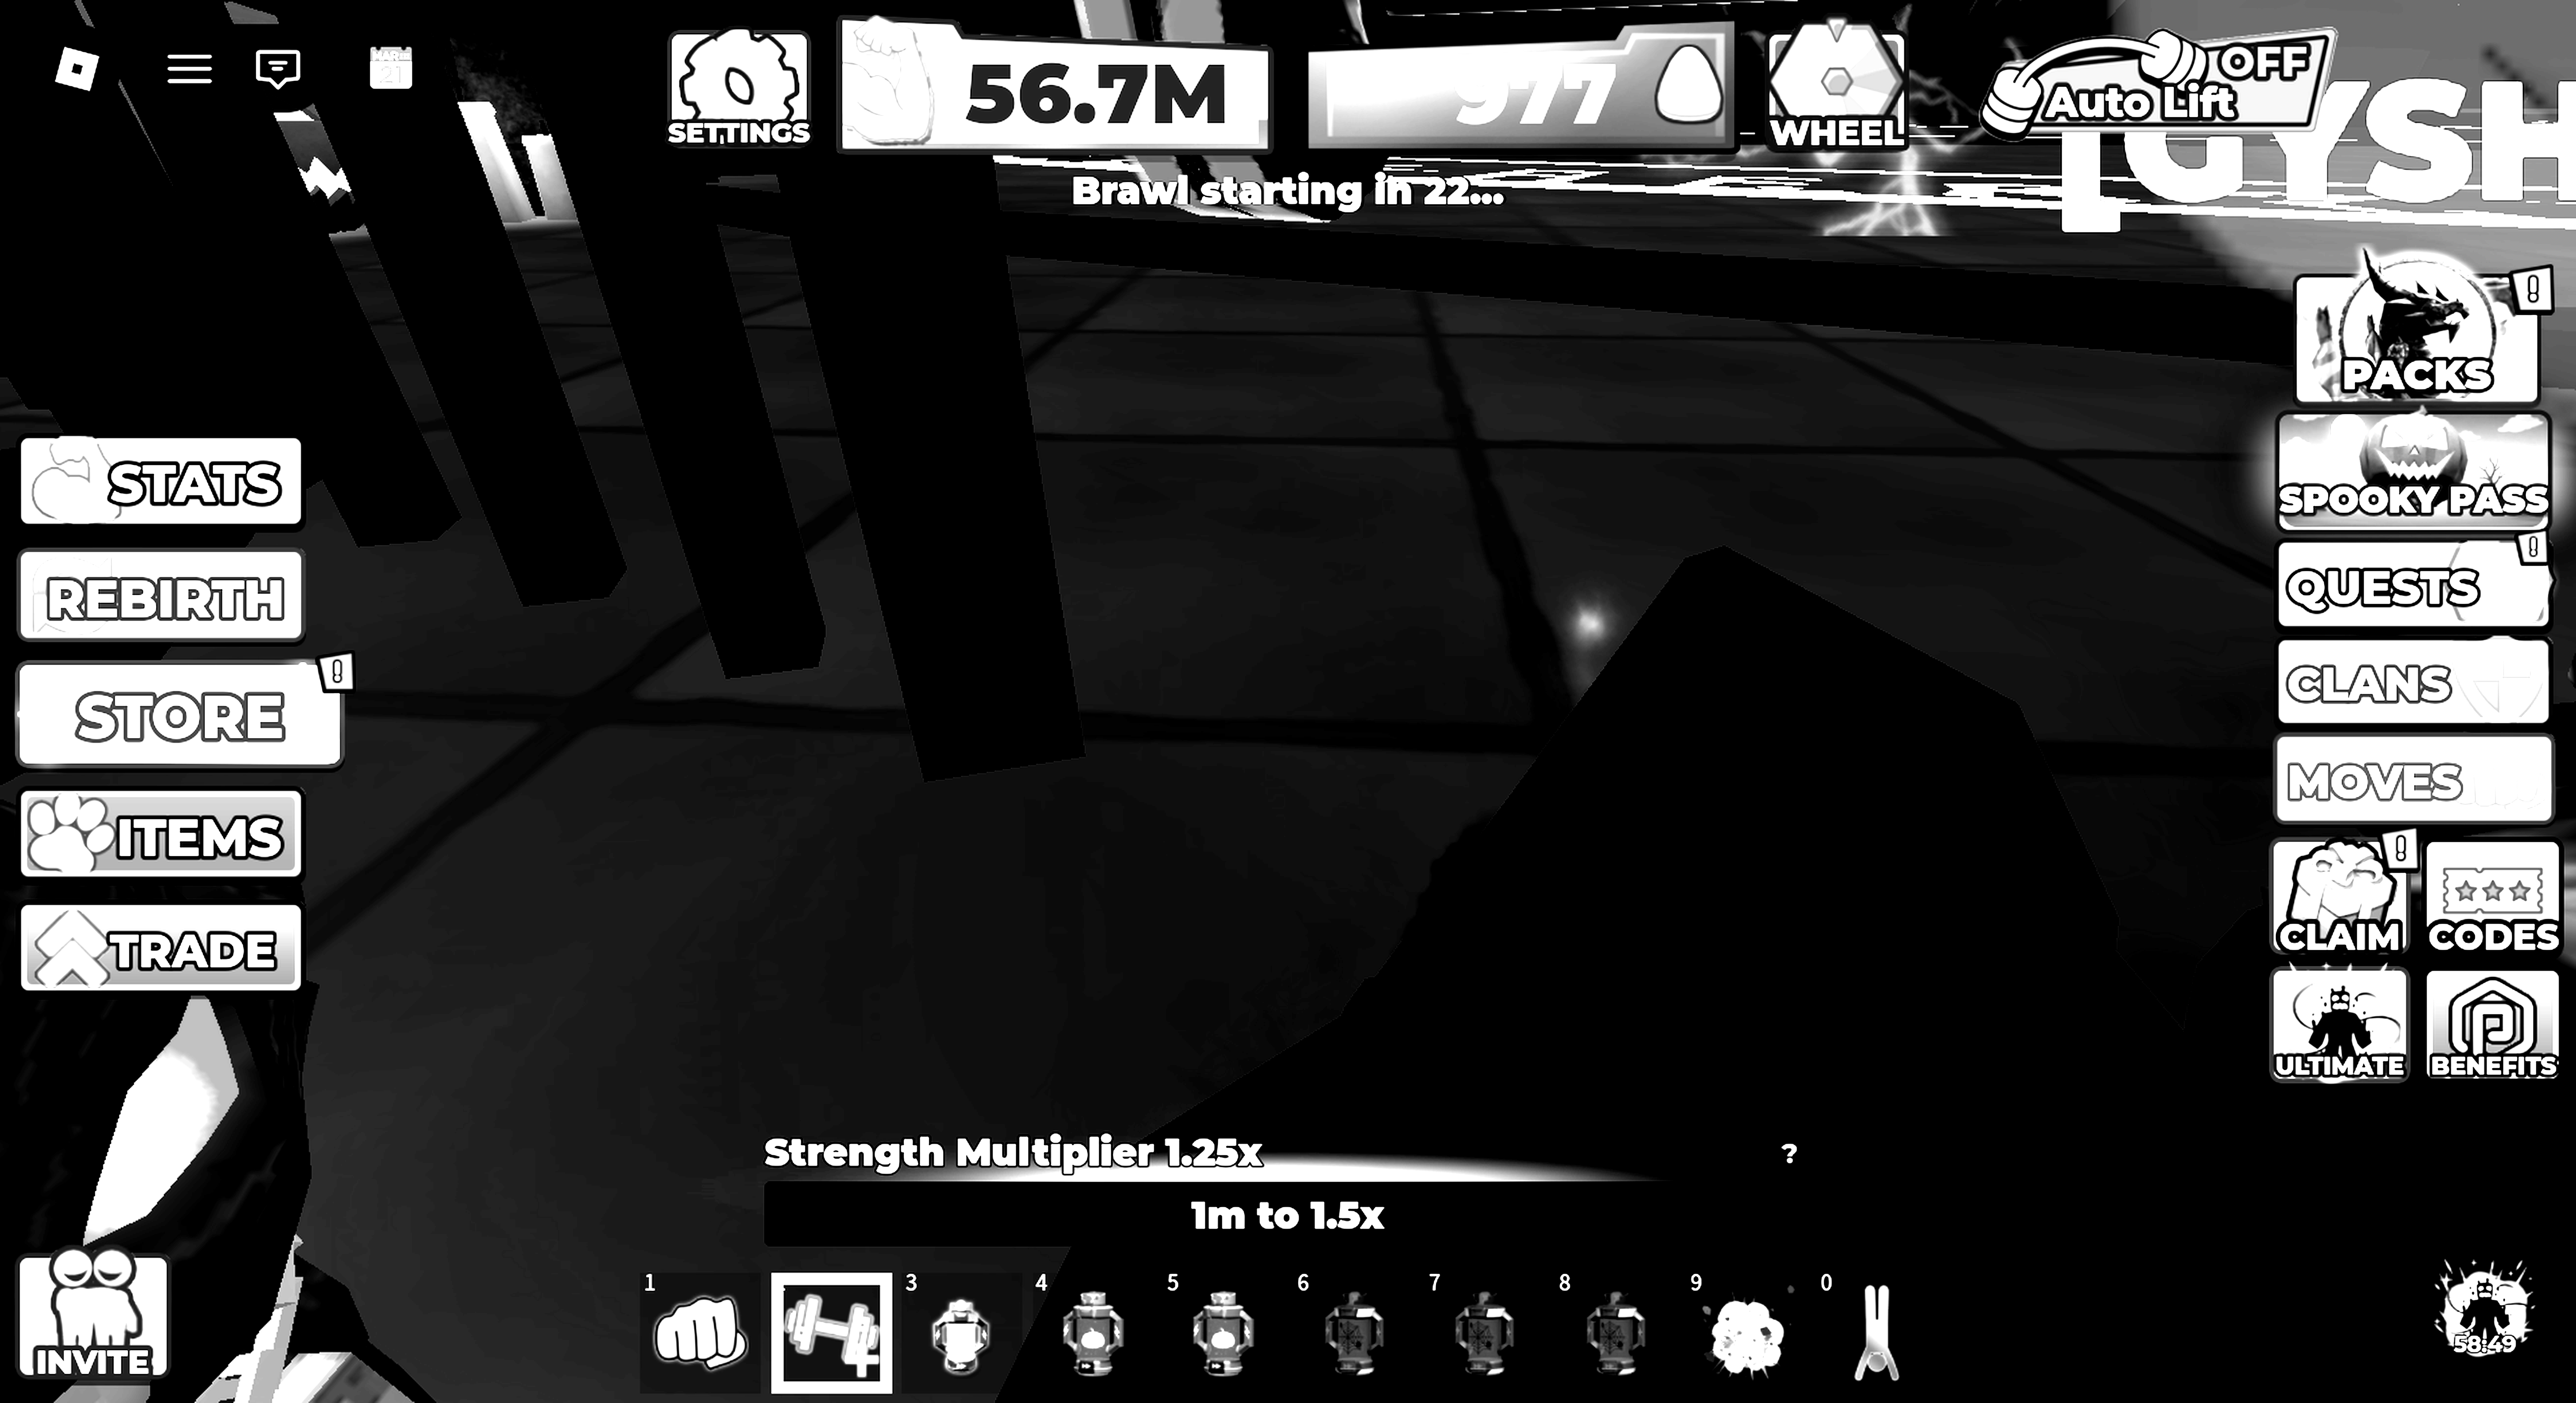 SETTINGS
56.7M
977
WHEEL
OFF
Auto Lift
Brawl starting in 22...
PACKS
SPOOKY PASS
STATS
QUESTS
REBIRTH
CLANS
STORE
MOVES
ITEMS
CLAIM
CODES
TRADE
ULTIMATE
BENEFITS
Strength Multiplier 1.25x
?
1m to 1.5x
1
3
4
5
6
7
8
9
0
INVITE
58:49